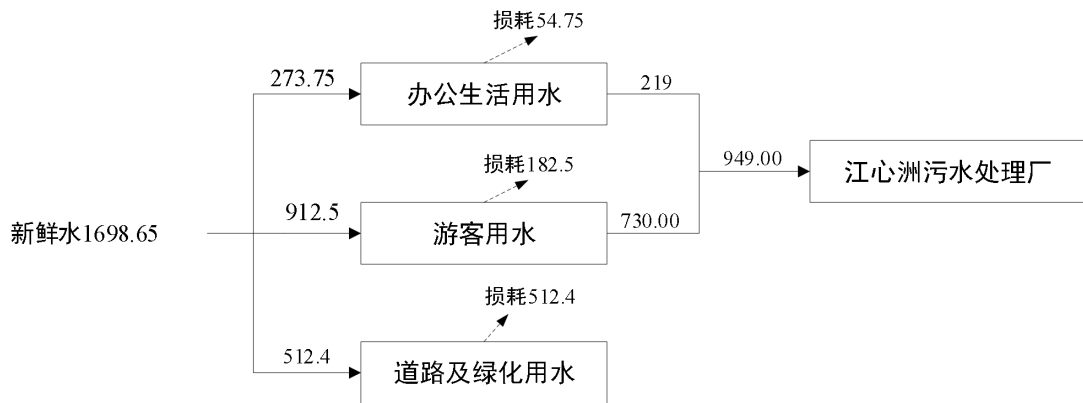 损耗54.75
273.75
办公生活用水
219
损耗182.5
949.00
江心洲污水处理厂
新鲜水1698.65
912.5
游客用水
730.00
损耗512.4
512.4
道路及绿化用水